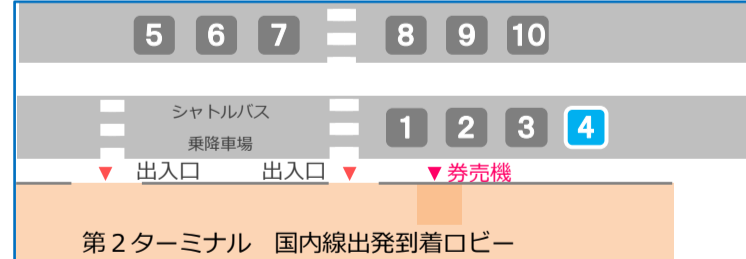 5 6 7 8 9 10
シャトルバス
乗降車場
1 2 3 4
▼ 出入口 出入口 ▼ ▼券売機
第2ターミナル 国内線出発到着ロビー